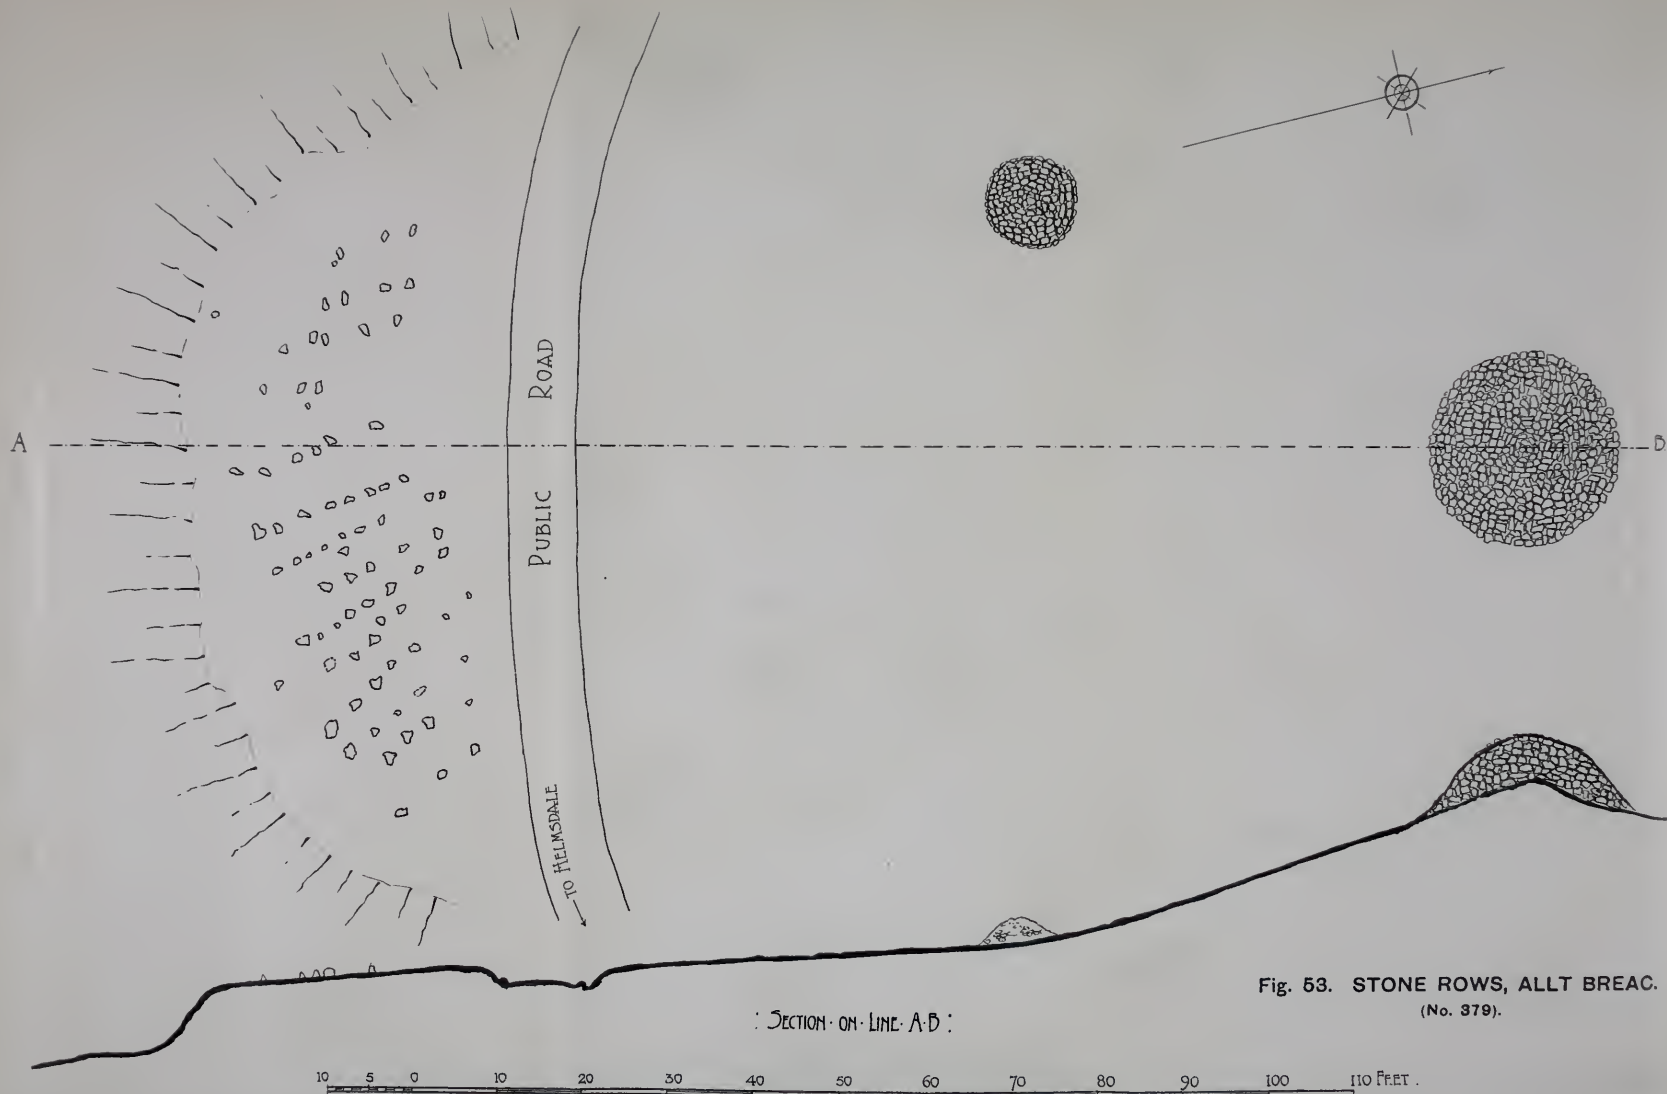 A
B
PUBLIC ROAD
TO HELMSDALE
Fig. 53. STONE ROWS, ALLT BREAC.
(No. 379).
: SECTION · ON · LINE · A · B :
10 5 0 10 20 30 40 50 60 70 80 90 100 110 FEET .